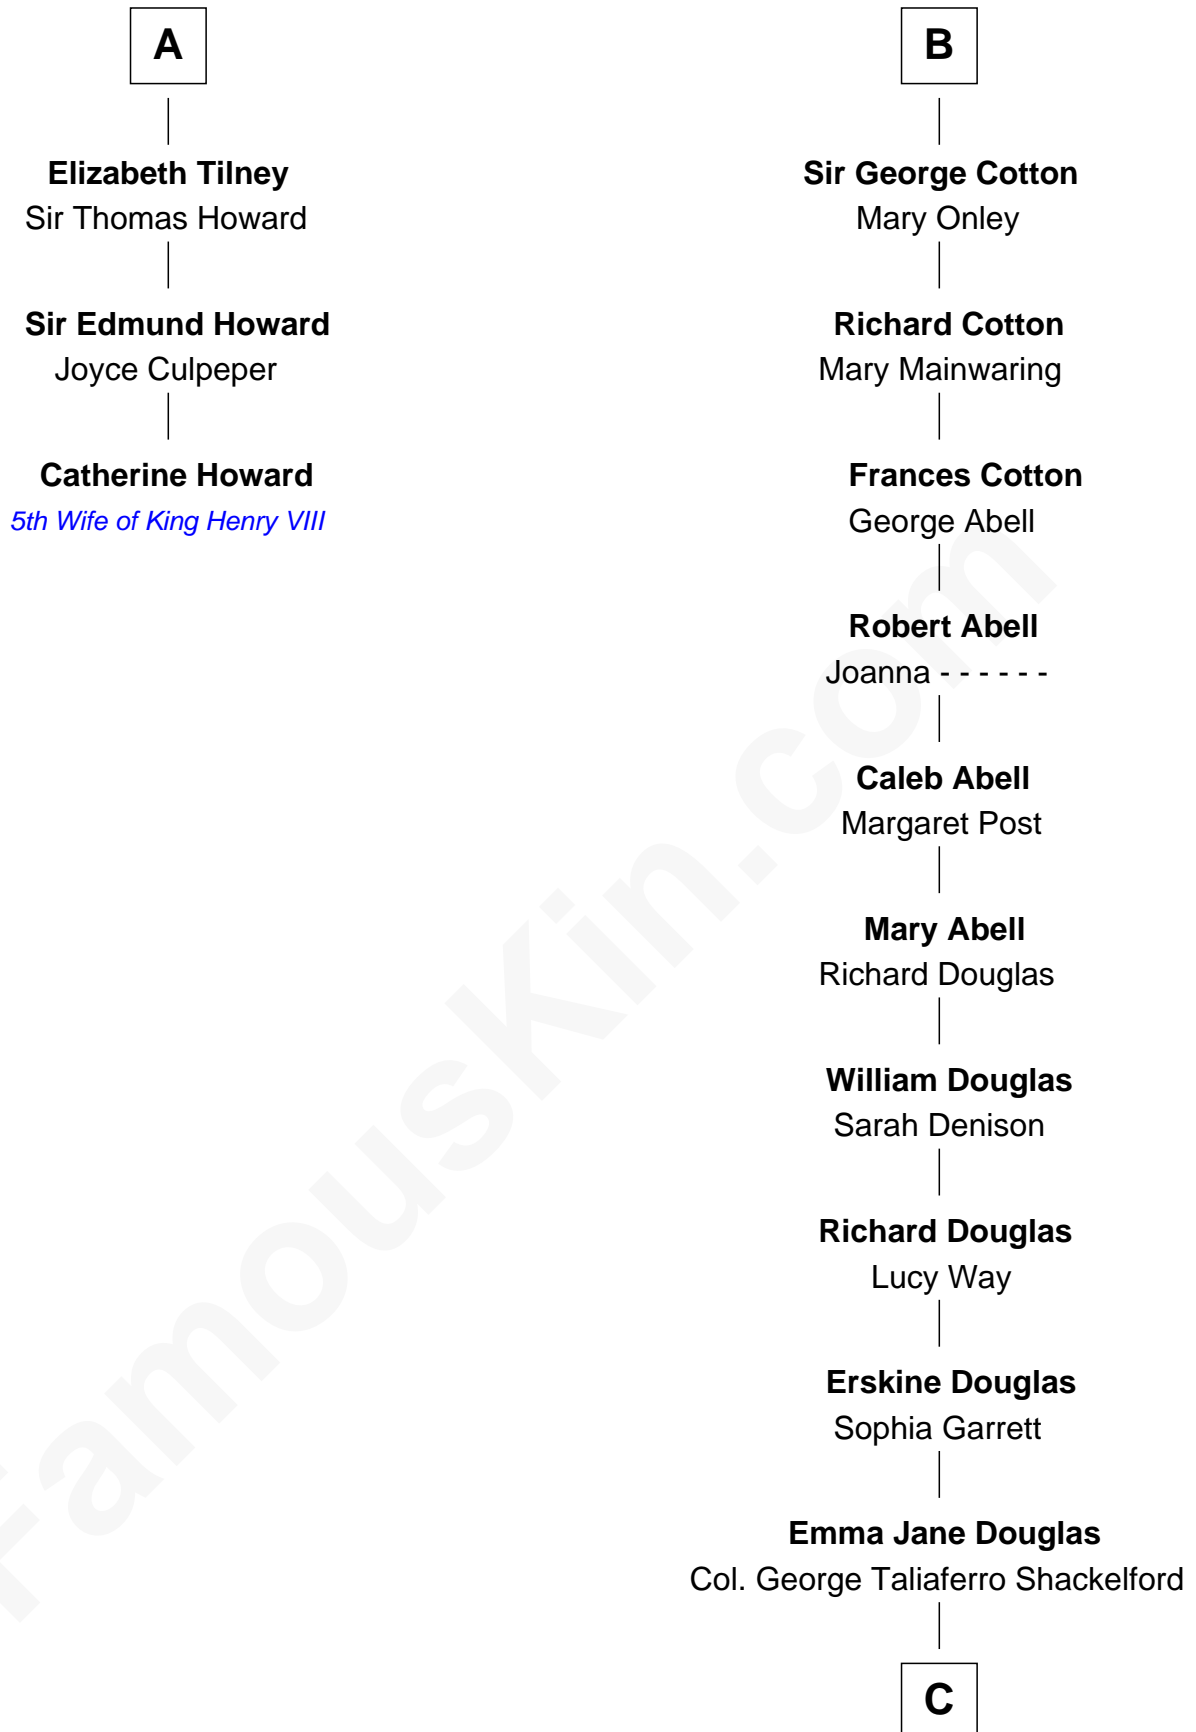 A
Elizabeth Tilney
Sir Thomas Howard
Sir Edmund Howard
Joyce Culpeper
Catherine Howard
5th Wife of King Henry VIII
B
Sir George Cotton
Mary Onley
Richard Cotton
Mary Mainwaring
Frances Cotton
George Abell
Robert Abell
Joanna - - - - - -
Caleb Abell
Margaret Post
Mary Abell
Richard Douglas
William Douglas
Sarah Denison
Richard Douglas
Lucy Way
Erskine Douglas
Sophia Garrett
Emma Jane Douglas
Col. George Taliaferro Shackelford
C
FamousKin.com